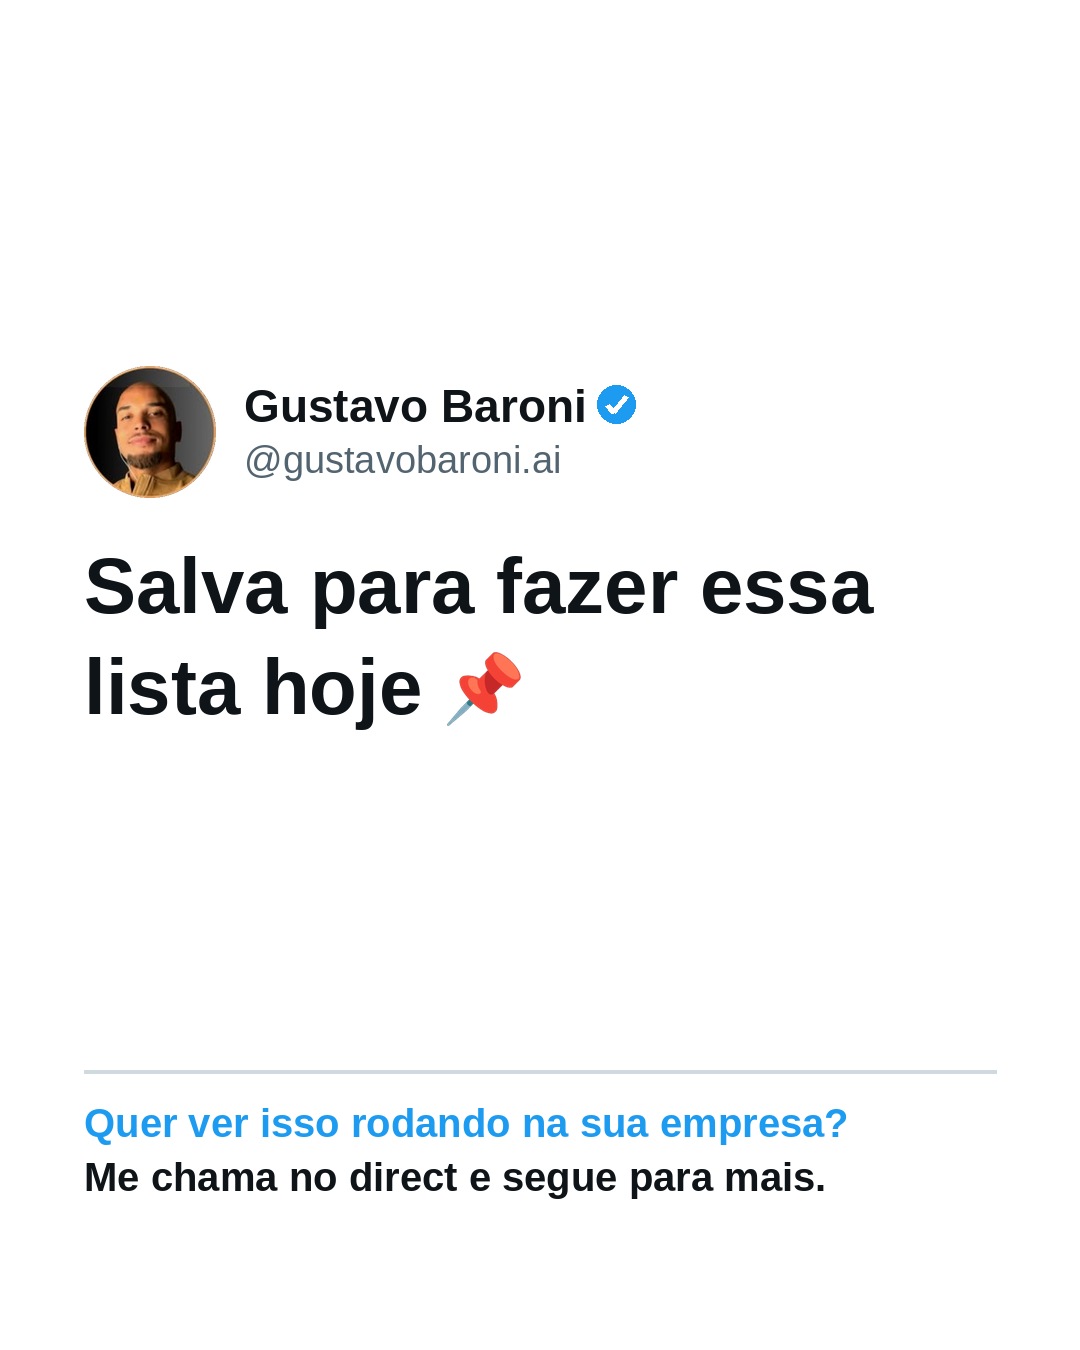 Gustavo Baroni
@gustavobaroni.ai
Salva para fazer essa
lista hoje 📌
Quer ver isso rodando na sua empresa?
Me chama no direct e segue para mais.